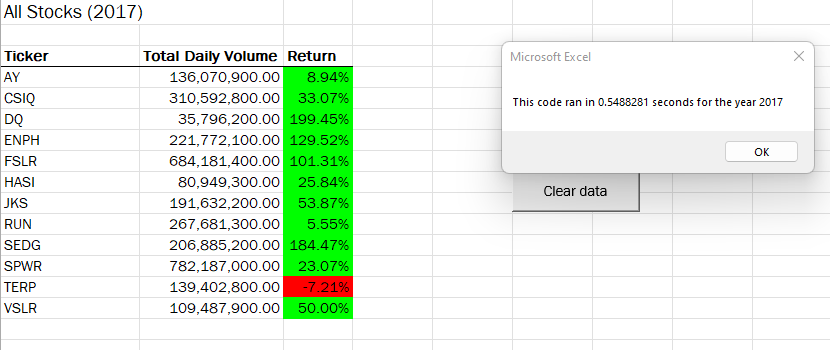 All Stocks (2017)
Ticker Total Daily Volume Return
AY 136,070,900.00 8.94%
CSIQ 310,592,800.00 33.07%
DQ 35,796,200.00 199.45%
ENPH 221,772,100.00 129.52%
FSLR 684,181,400.00 101.31%
HASI 80,949,300.00 25.84%
JKS 191,632,200.00 53.87%
RUN 267,681,300.00 5.55%
SEDG 206,885,200.00 184.47%
SPWR 782,187,000.00 23.07%
TERP 139,402,800.00 -7.21%
VSLR 109,487,900.00 50.00%
Microsoft Excel
This code ran in 0.5488281 seconds for the year 2017
OK
Clear data